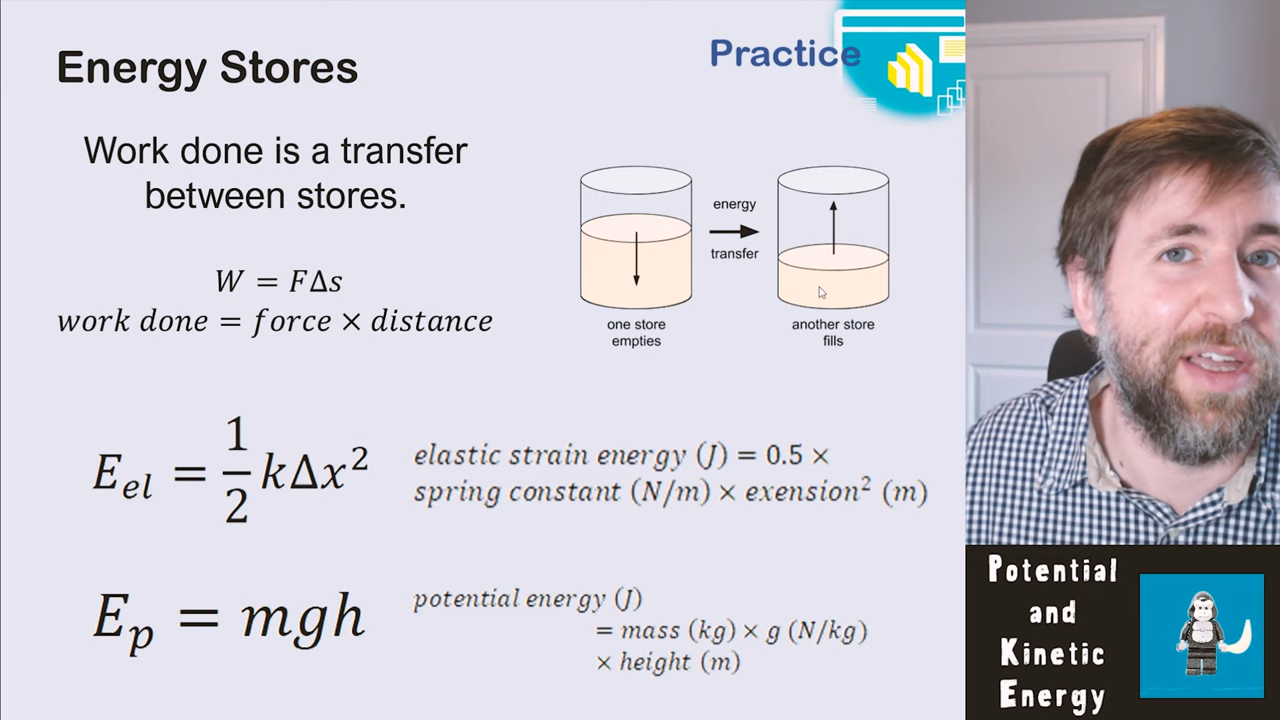 Energy Stores
Practice
Work done is a transfer
between stores.
W = FΔs
work done = force × distance
energy
transfer
one store
empties
another store
fills
E_el = 1/2 kΔx²
elastic strain energy (J) = 0.5 ×
spring constant (N/m) × exension² (m)
E_p = mgh
potential energy (J)
= mass (kg) × g (N/kg)
× height (m)
Potential
and
Kinetic
Energy